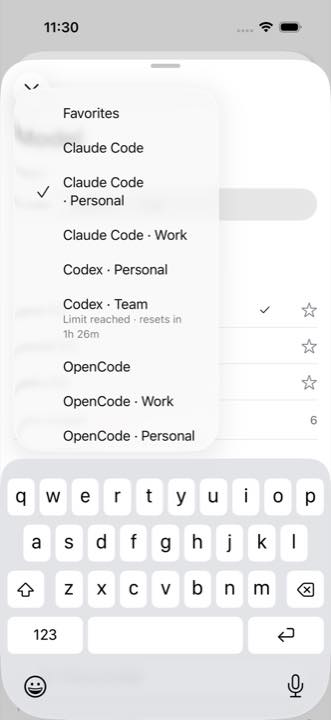 11:30
Favorites
Claude Code
Claude Code
· Personal
Claude Code · Work
Codex · Personal
Codex · Team
Limit reached · resets in
1h 26m
OpenCode
OpenCode · Work
OpenCode · Personal
6
q w e r t y u i o p
a s d f g h j k l
z x c v b n m
123